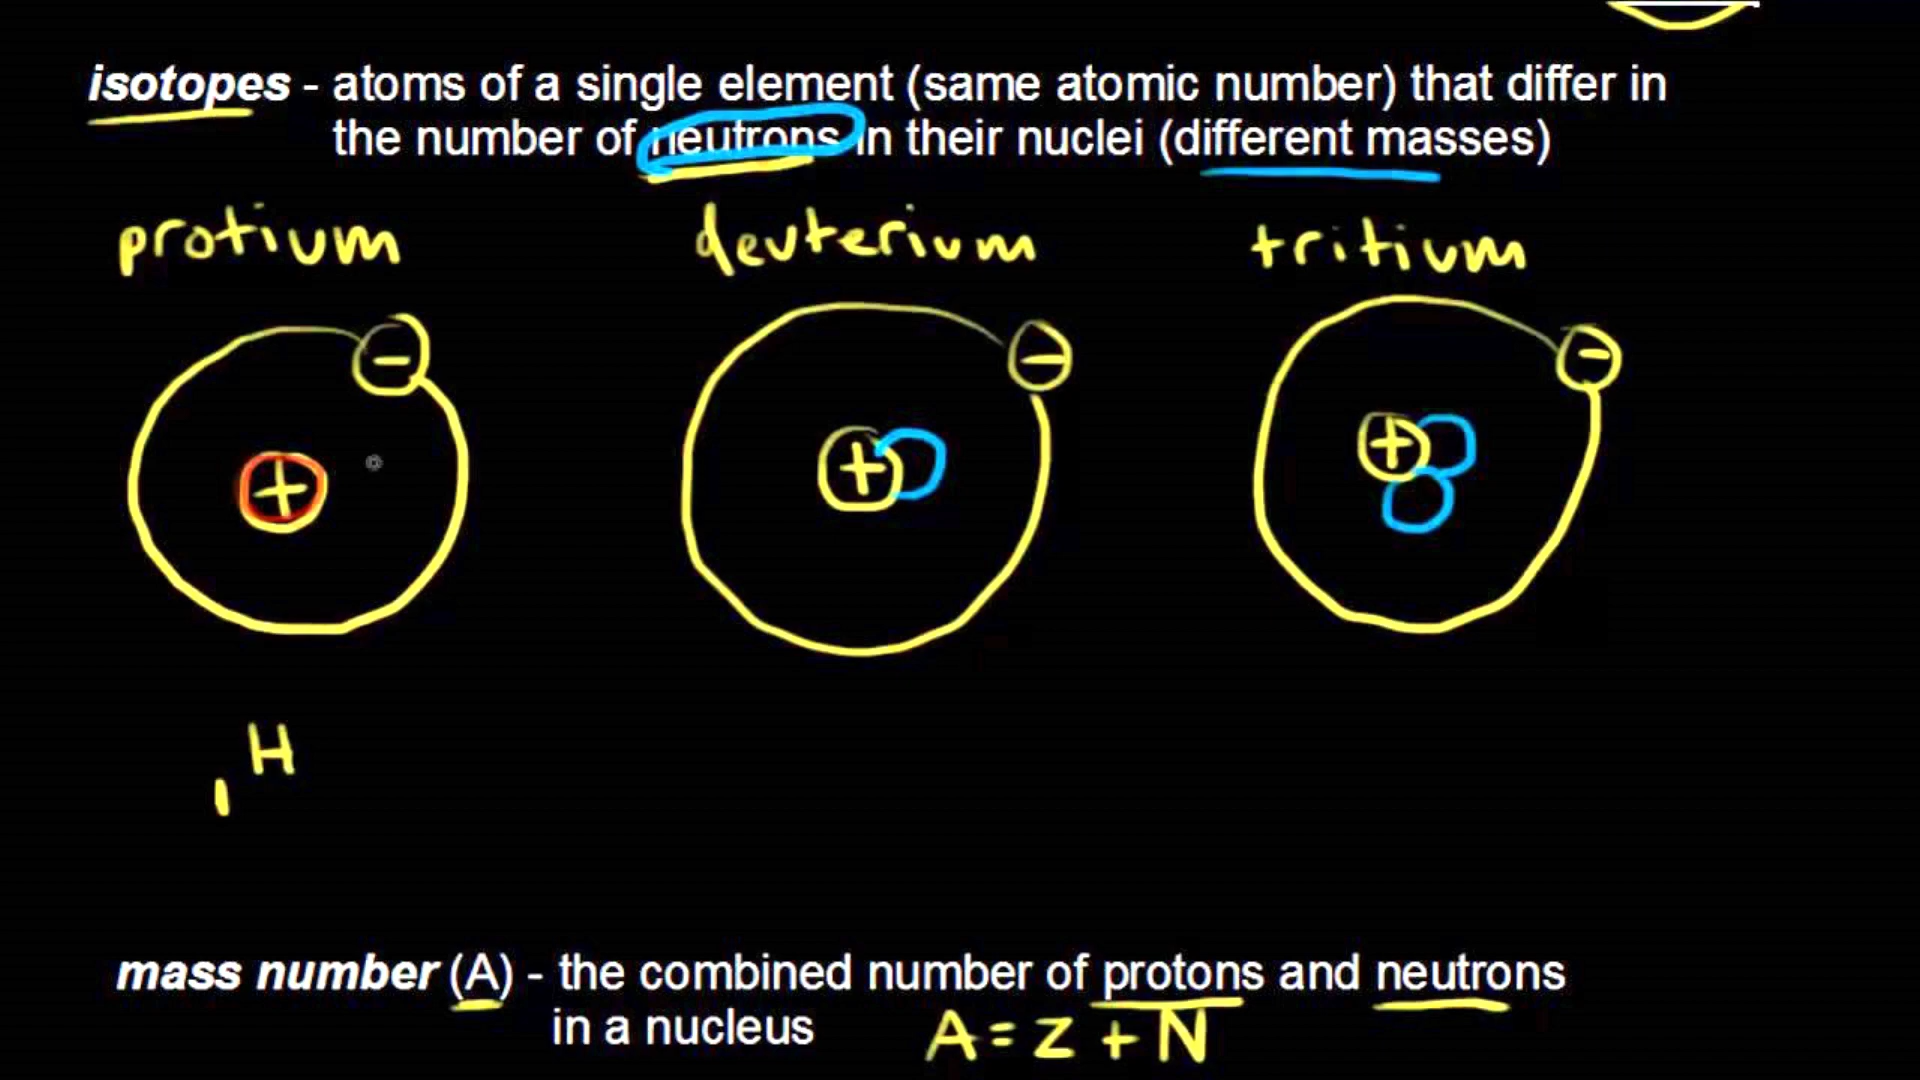 isotopes - atoms of a single element (same atomic number) that differ in
the number of neutrons in their nuclei (different masses)
protium deuterium tritium
- - -
+ + +
H
1
mass number (A) - the combined number of protons and neutrons
in a nucleus A = Z + N